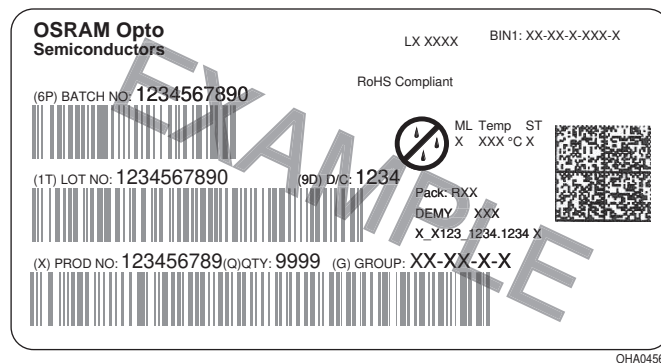 OSRAM Opto
Semiconductors
LX XXXX
BIN1: XX-XX-X-XXX-X
RoHS Compliant
(6P) BATCH NO: 1234567890
ML Temp ST
X XXX °C X
(1T) LOT NO: 1234567890 (9D) D/C: 1234
Pack: RXX
DEMY XXX
X_X123_1234.1234 X
(X) PROD NO: 123456789(Q)QTY: 9999 (G) GROUP: XX-XX-X-X
EXAMPLE
OHA0456